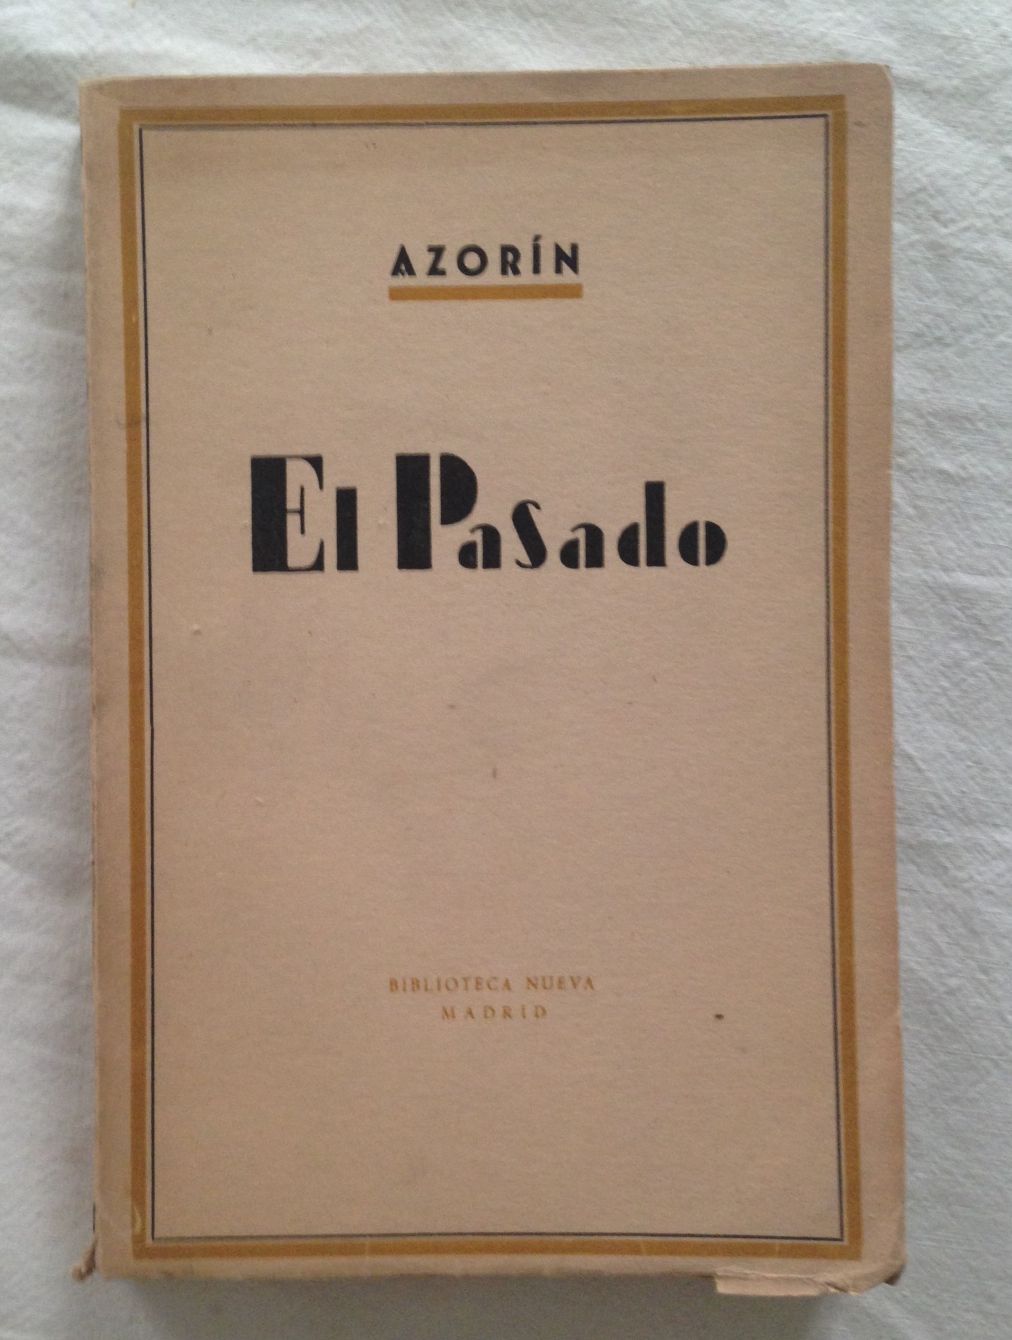 AZORÍN
El Pasado
BIBLIOTECA NUEVA
MADRID